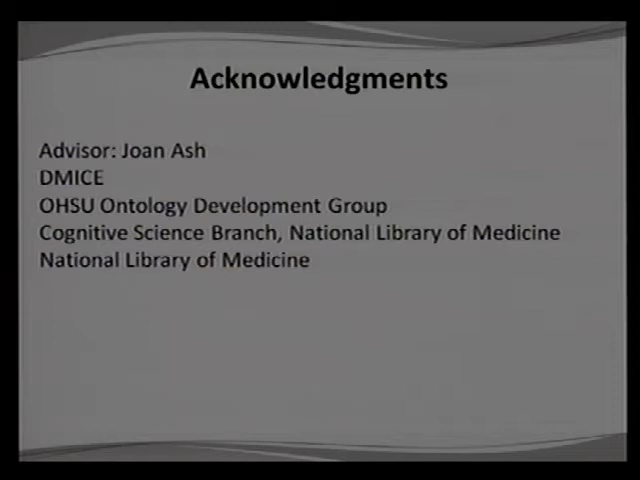 Acknowledgments
Advisor: Joan Ash
DMICE
OHSU Ontology Development Group
Cognitive Science Branch, National Library of Medicine
National Library of Medicine